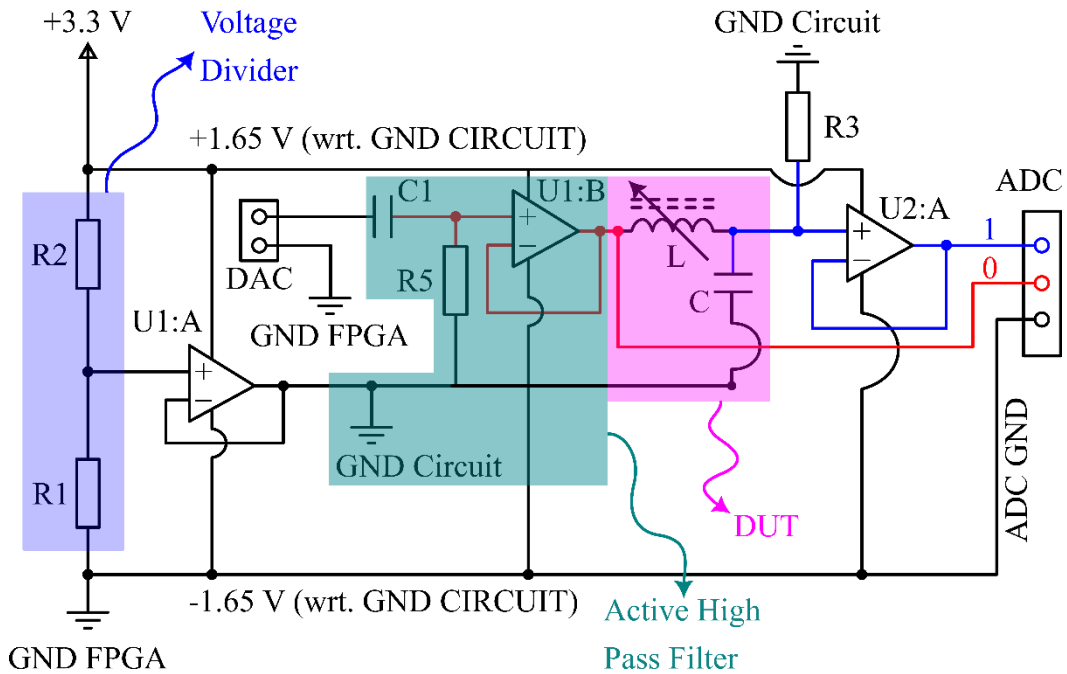 +3.3 V
Voltage
Divider
GND Circuit
R3
+1.65 V (wrt. GND CIRCUIT)
ADC
C1
U1:B
U2:A
+
−
+
−
1
0
R2
DAC
R5
L
C
GND FPGA
U1:A
+
−
GND Circuit
R1
DUT
ADC GND
-1.65 V (wrt. GND CIRCUIT)
GND FPGA
Active High
Pass Filter